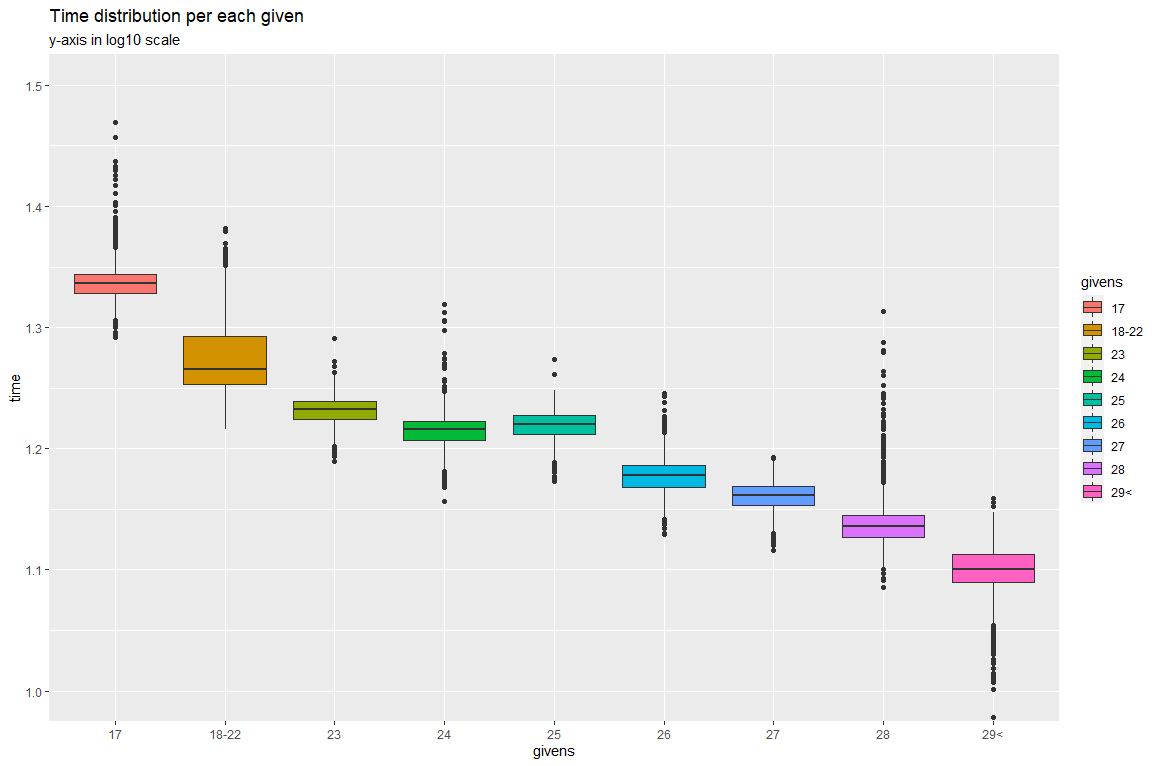 Time distribution per each given
y-axis in log10 scale
time
1.5
1.4
1.3
1.2
1.1
1.0
17 18-22 23 24 25 26 27 28 29<
givens
givens
17
18-22
23
24
25
26
27
28
29<